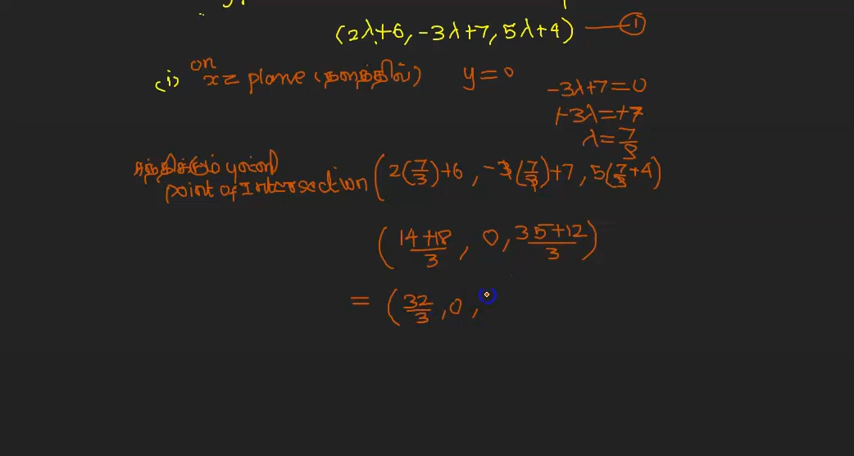 (2λ+6, -3λ+7, 5λ+4) ——①
(i) on xz plane (தளத்தில்) y=0
-3λ+7=0
+3λ=+7
λ=7/3
point of Intersection (2(7/3)+6, -3(7/3)+7, 5(7/3+4)
(14+18/3, 0, 35+12/3)
= (32/3, 0,